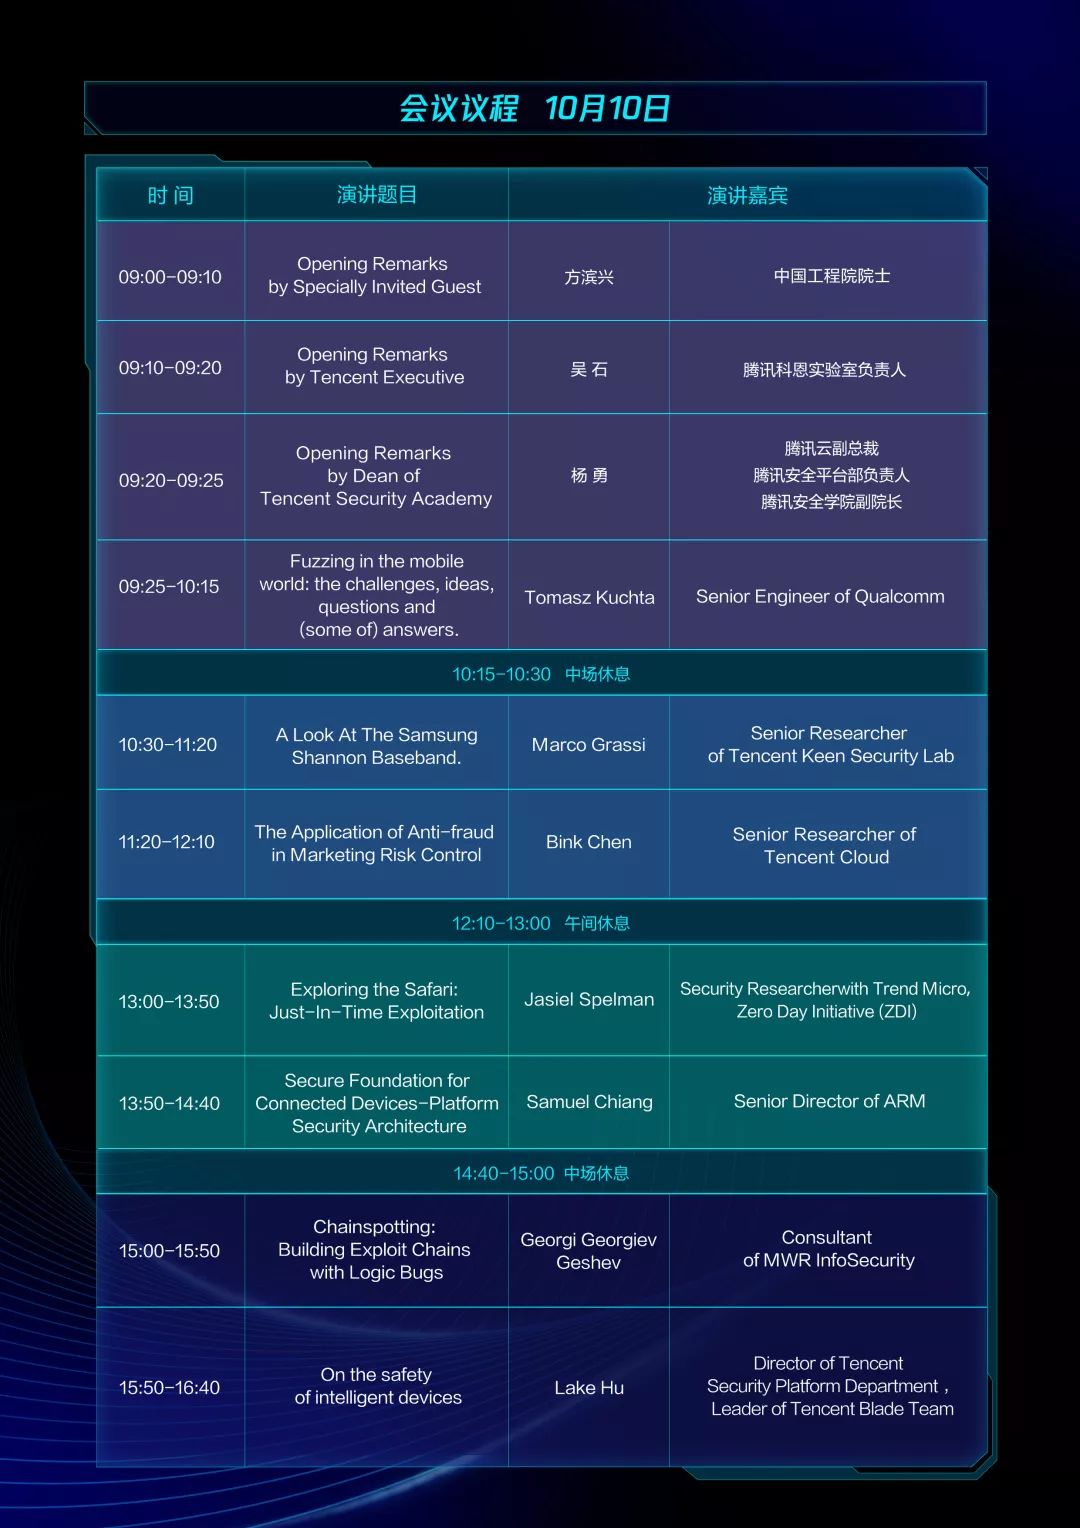 会议议程 10月10日
时间 演讲题目 演讲嘉宾
09:00-09:10
Opening Remarks
by Specially Invited Guest
方滨兴
中国工程院院士
09:10-09:20
Opening Remarks
by Tencent Executive
吴石
腾讯科恩实验室负责人
09:20-09:25
Opening Remarks
by Dean of
Tencent Security Academy
杨勇
腾讯云副总裁
腾讯安全平台部负责人
腾讯安全学院副院长
09:25-10:15
Fuzzing in the mobile
world: the challenges, ideas,
questions and
(some of) answers.
Tomasz Kuchta
Senior Engineer of Qualcomm
10:15-10:30 中场休息
10:30-11:20
A Look At The Samsung
Shannon Baseband.
Marco Grassi
Senior Researcher
of Tencent Keen Security Lab
11:20-12:10
The Application of Anti-fraud
in Marketing Risk Control
Bink Chen
Senior Researcher of
Tencent Cloud
12:10-13:00 午间休息
13:00-13:50
Exploring the Safari:
Just-In-Time Exploitation
Jasiel Spelman
Security Researcherwith Trend Micro,
Zero Day Initiative (ZDI)
13:50-14:40
Secure Foundation for
Connected Devices-Platform
Security Architecture
Samuel Chiang
Senior Director of ARM
14:40-15:00 中场休息
15:00-15:50
Chainspotting:
Building Exploit Chains
with Logic Bugs
Georgi Georgiev
Geshev
Consultant
of MWR InfoSecurity
15:50-16:40
On the safety
of intelligent devices
Lake Hu
Director of Tencent
Security Platform Department ,
Leader of Tencent Blade Team